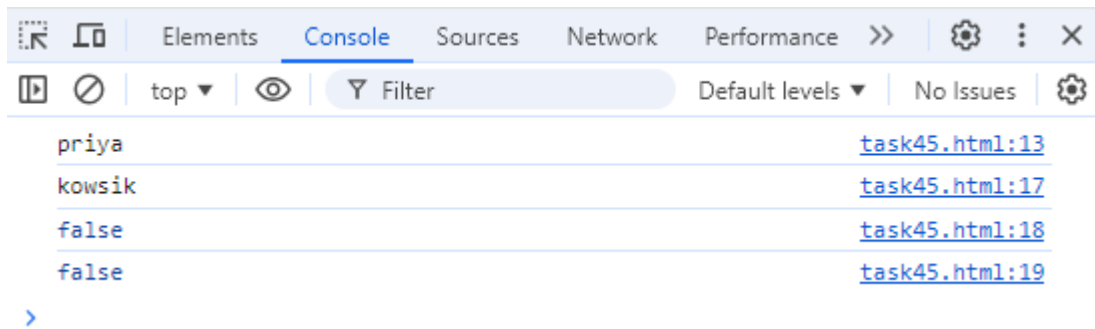 Elements Console Sources Network Performance
top Filter Default levels No Issues
priya task45.html:13
kowsik task45.html:17
false task45.html:18
false task45.html:19